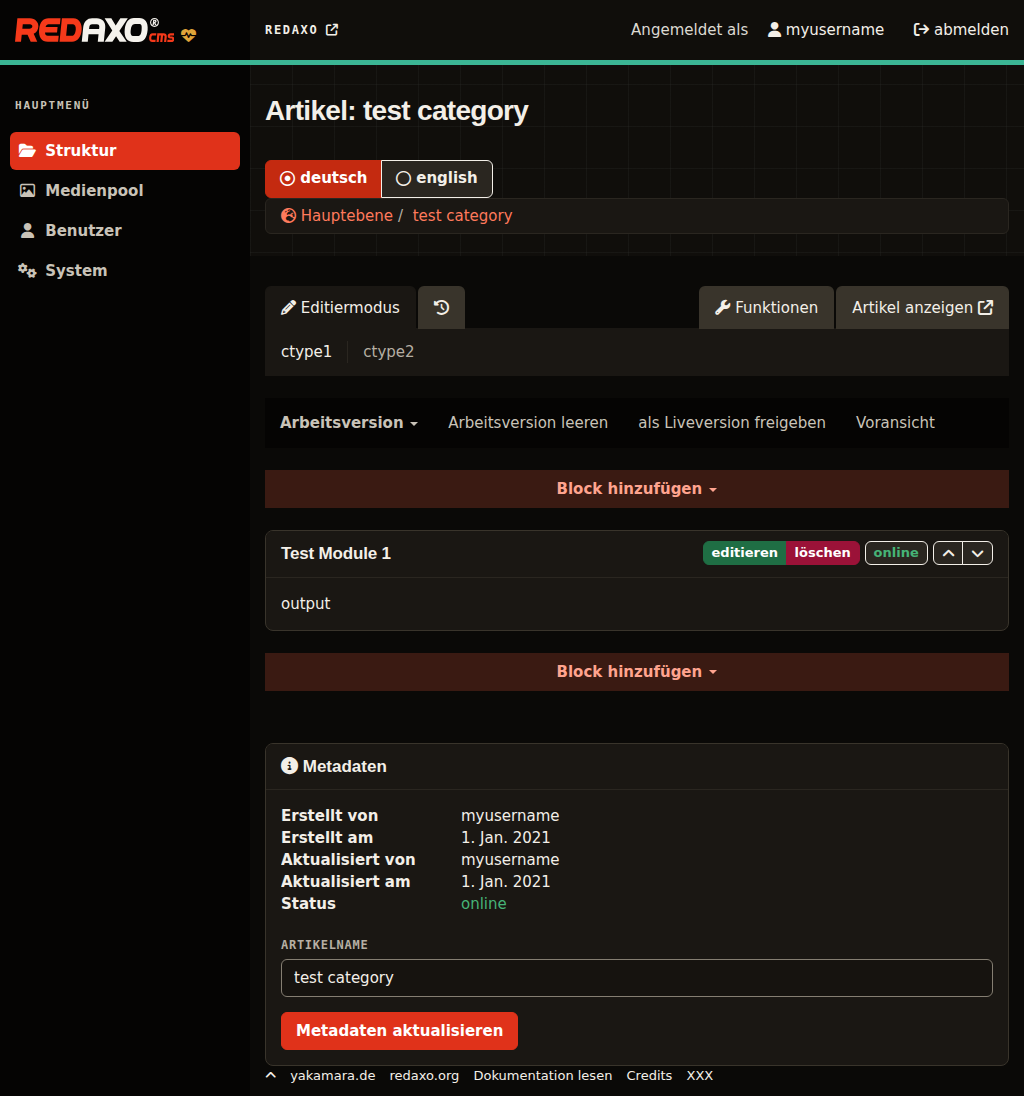 REDAXO® cms
REDAXO
Angemeldet als myusername abmelden
HAUPTMENÜ
Struktur
Medienpool
Benutzer
System
Artikel: test category
deutsch english
Hauptebene / test category
Editiermodus Funktionen Artikel anzeigen
ctype1 ctype2
Arbeitsversion Arbeitsversion leeren als Liveversion freigeben Voransicht
Block hinzufügen
Test Module 1 editieren löschen online
output
Block hinzufügen
Metadaten
Erstellt von myusername
Erstellt am 1. Jan. 2021
Aktualisiert von myusername
Aktualisiert am 1. Jan. 2021
Status online
ARTIKELNAME
test category
Metadaten aktualisieren
yakamara.de redaxo.org Dokumentation lesen Credits XXX